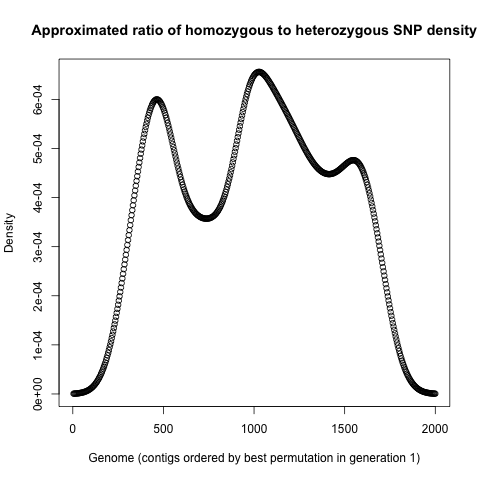 Approximated ratio of homozygous to heterozygous SNP density
Density
6e-04
5e-04
4e-04
3e-04
2e-04
1e-04
0e+00
0 500 1000 1500 2000
Genome (contigs ordered by best permutation in generation 1)